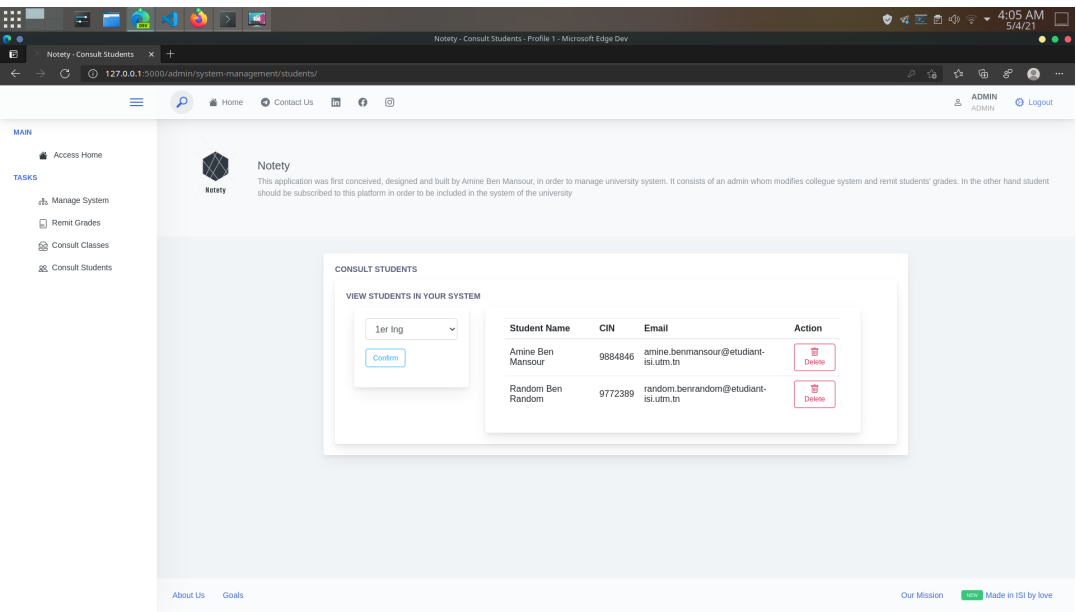 4:05 AM
5/4/21
DEV
Notety - Consult Students - Profile 1 - Microsoft Edge Dev
Notety - Consult Students
127.0.0.1:5000/admin/system-management/students/
Home
Contact Us
ADMIN
ADMIN
Logout
MAIN
Access Home
TASKS
Manage System
Remit Grades
Consult Classes
Consult Students
Notety
Notety
This application was first conceived, designed and built by Amine Ben Mansour, in order to manage university system. It consists of an admin whom modifies collegue system and remit students' grades. In the other hand student
should be subscribed to this platform in order to be included in the system of the university
CONSULT STUDENTS
VIEW STUDENTS IN YOUR SYSTEM
1er Ing
Confirm
Student Name CIN Email Action
Amine Ben
Mansour
9884846
amine.benmansour@etudiant-
isi.utm.tn
Delete
Random Ben
Random
9772389
random.benrandom@etudiant-
isi.utm.tn
Delete
About Us
Goals
Our Mission
NEW
Made in ISI by love